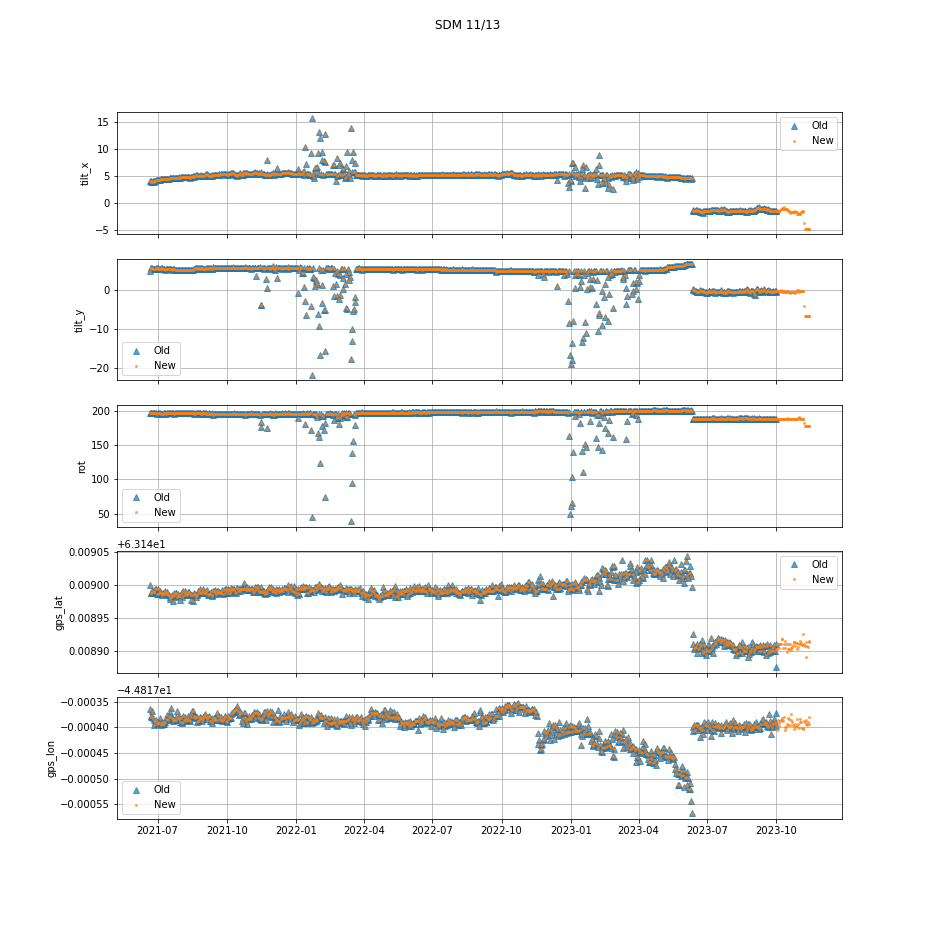 SDM 11/13
15
10
5
0
−5
tilt_x
Old
New
0
−10
−20
tilt_y
Old
New
200
150
100
50
rot
Old
New
+6.314e1
0.00905
0.00900
0.00895
0.00890
gps_lat
Old
New
−4.4817e1
−0.00035
−0.00040
−0.00045
−0.00050
−0.00055
gps_lon
Old
New
2021-07 2021-10 2022-01 2022-04 2022-07 2022-10 2023-01 2023-04 2023-07 2023-10